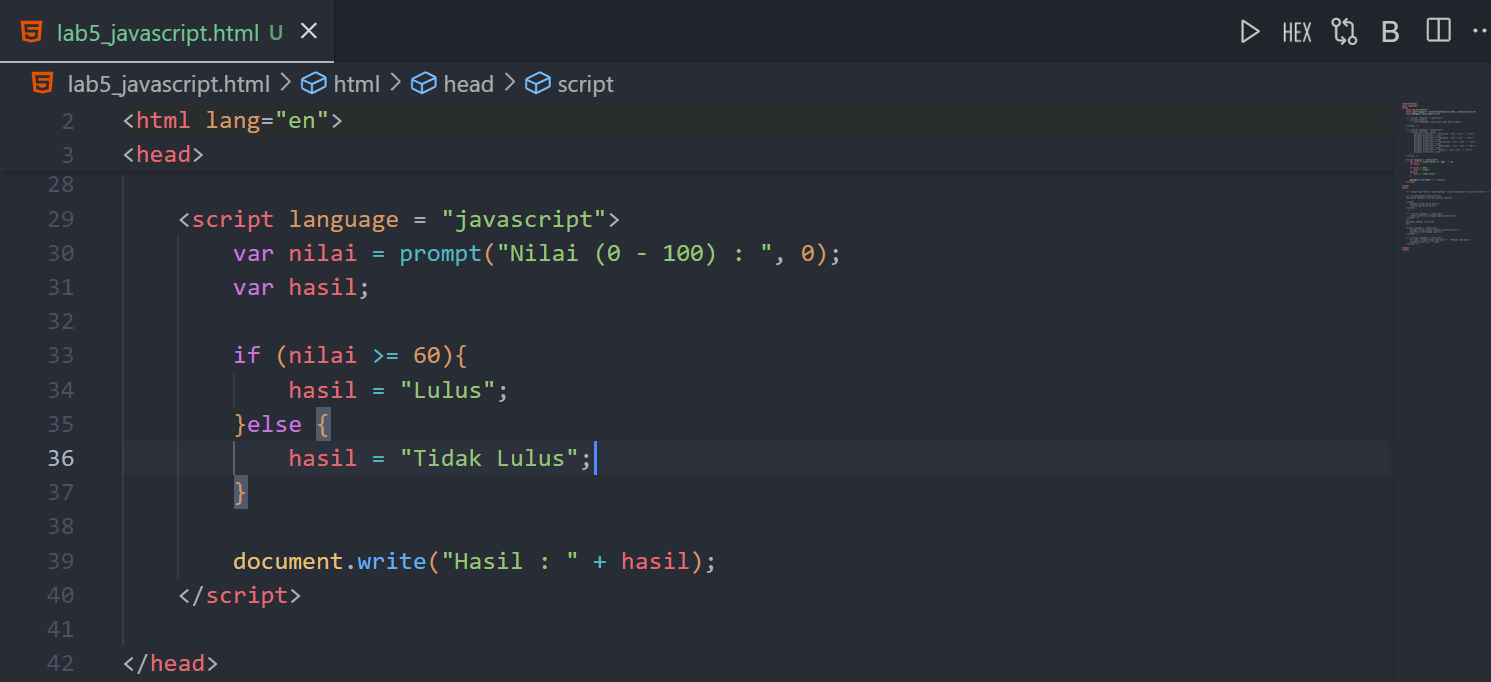 lab5_javascript.html U
HEX B
lab5_javascript.html > html > head > script
2 <html lang="en">
3 <head>
28
29 <script language = "javascript">
30 var nilai = prompt("Nilai (0 - 100) : ", 0);
31 var hasil;
32
33 if (nilai >= 60){
34 hasil = "Lulus";
35 }else {
36 hasil = "Tidak Lulus";
37 }
38
39 document.write("Hasil : " + hasil);
40 </script>
41
42 </head>